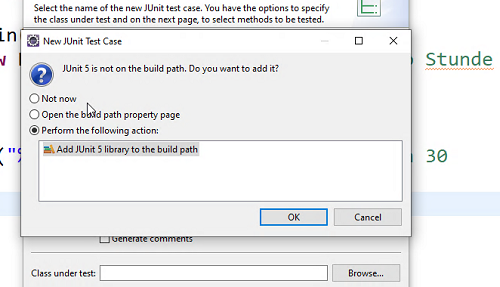 Select the name of the new JUnit test case. You have the options to specify
the class under test and on the next page, to select methods to be tested.
New JUnit Test Case
JUnit 5 is not on the build path. Do you want to add it?
Not now
Open the build path property page
Perform the following action:
Add JUnit 5 library to the build path
OK
Cancel
Stunde
30
Generate comments
Class under test:
Browse...